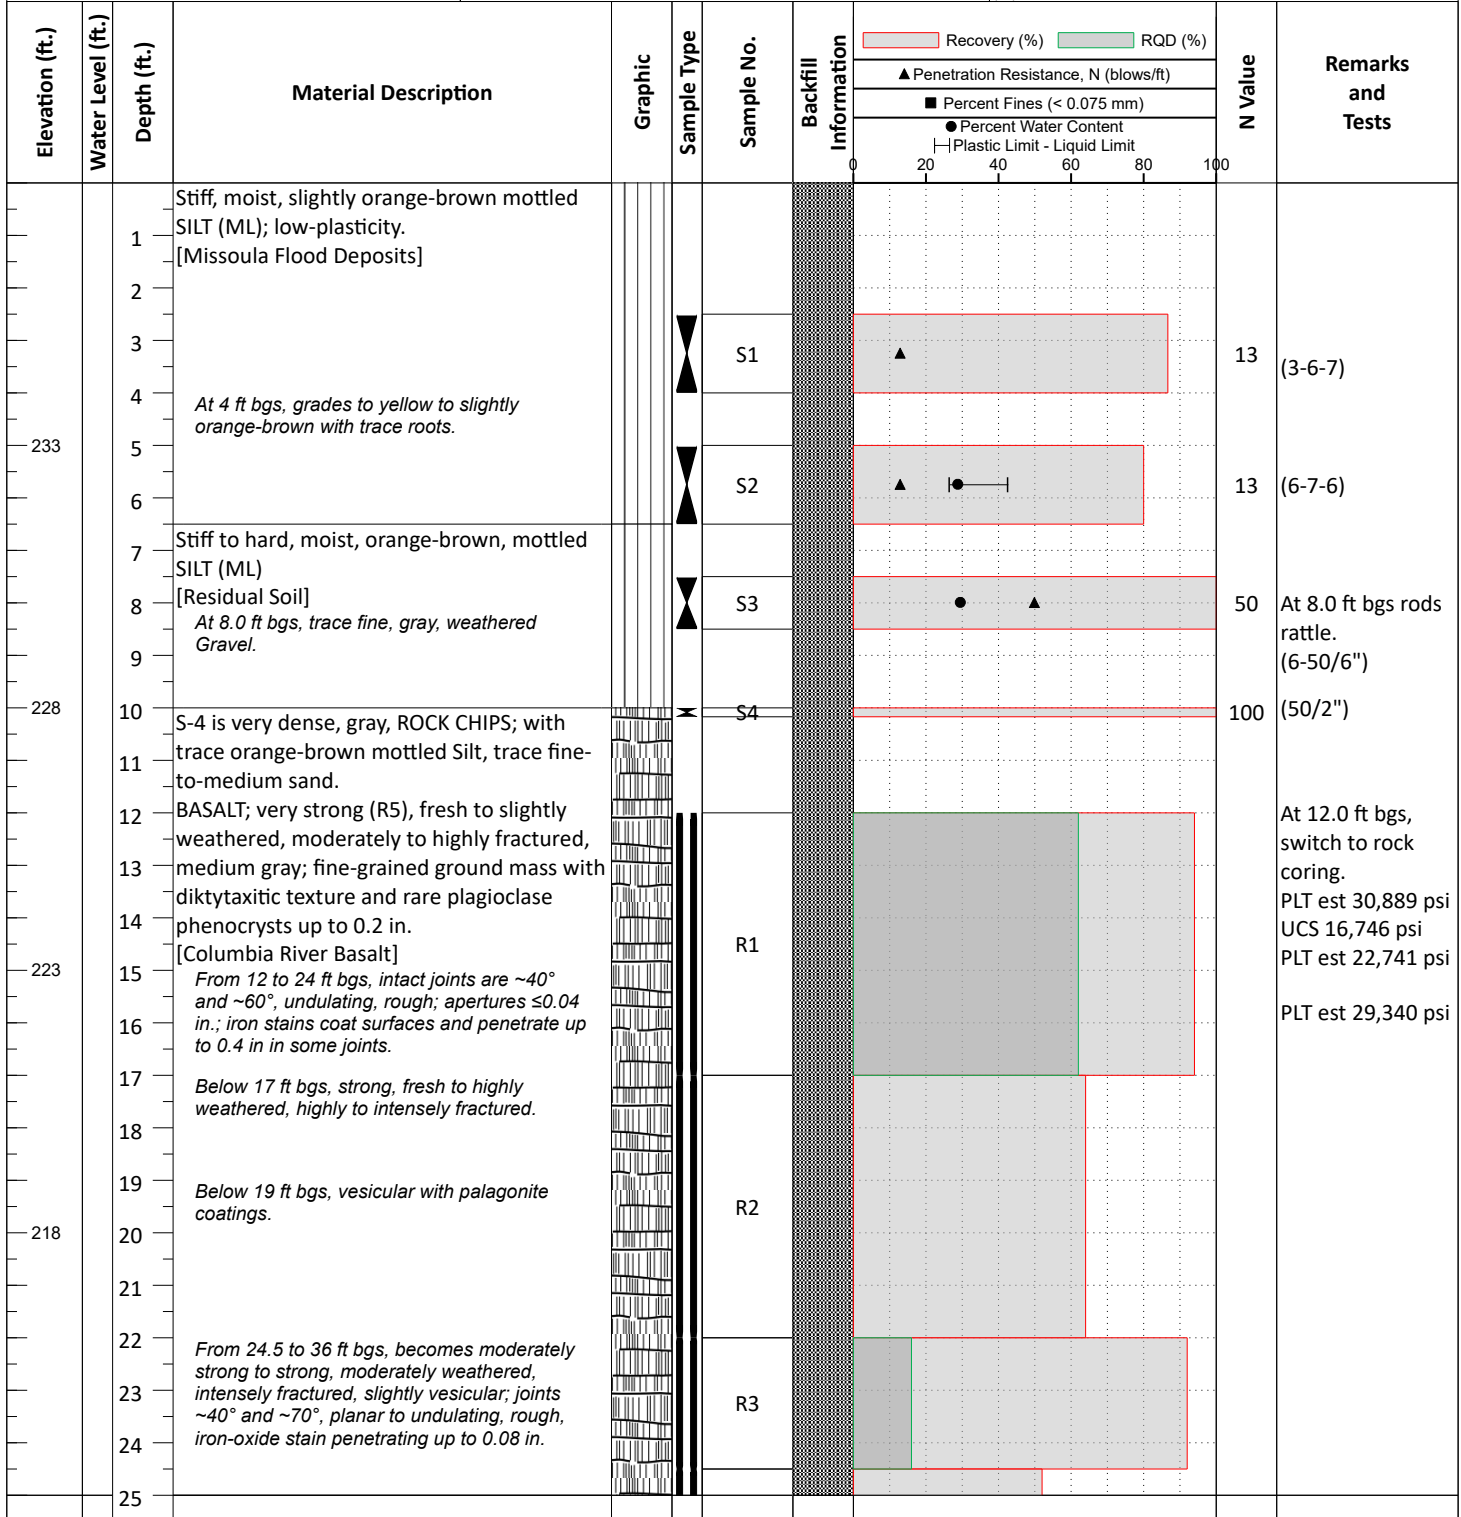 Elevation (ft.)
Water Level (ft.)
Depth (ft.)
Material Description
Graphic
Sample Type
Sample No.
Backfill
Information
Recovery (%)
RQD (%)
▲ Penetration Resistance, N (blows/ft)
■ Percent Fines (< 0.075 mm)
● Percent Water Content
Plastic Limit - Liquid Limit
0 20 40 60 80 100
N Value
Remarks
and
Tests
Stiff, moist, slightly orange-brown mottled
SILT (ML); low-plasticity.
[Missoula Flood Deposits]
1
2
3
S1
13
(3-6-7)
4
At 4 ft bgs, grades to yellow to slightly
orange-brown with trace roots.
233
5
S2
13
(6-7-6)
6
7
Stiff to hard, moist, orange-brown, mottled
SILT (ML)
[Residual Soil]
8
At 8.0 ft bgs, trace fine, gray, weathered
Gravel.
S3
50
At 8.0 ft bgs rods
rattle.
(6-50/6")
9
228
10
S4
100
(50/2")
S-4 is very dense, gray, ROCK CHIPS; with
trace orange-brown mottled Silt, trace fine-
to-medium sand.
11
12
BASALT; very strong (R5), fresh to slightly
weathered, moderately to highly fractured,
medium gray; fine-grained ground mass with
diktytaxitic texture and rare plagioclase
phenocrysts up to 0.2 in.
[Columbia River Basalt]
13
14
R1
At 12.0 ft bgs,
switch to rock
coring.
PLT est 30,889 psi
UCS 16,746 psi
PLT est 22,741 psi
PLT est 29,340 psi
223
15
From 12 to 24 ft bgs, intact joints are ~40°
and ~60°, undulating, rough; apertures ≤0.04
in.; iron stains coat surfaces and penetrate up
to 0.4 in in some joints.
16
17
Below 17 ft bgs, strong, fresh to highly
weathered, highly to intensely fractured.
18
19
Below 19 ft bgs, vesicular with palagonite
coatings.
R2
218
20
21
22
From 24.5 to 36 ft bgs, becomes moderately
strong to strong, moderately weathered,
intensely fractured, slightly vesicular; joints
~40° and ~70°, planar to undulating, rough,
iron-oxide stain penetrating up to 0.08 in.
23
R3
24
25